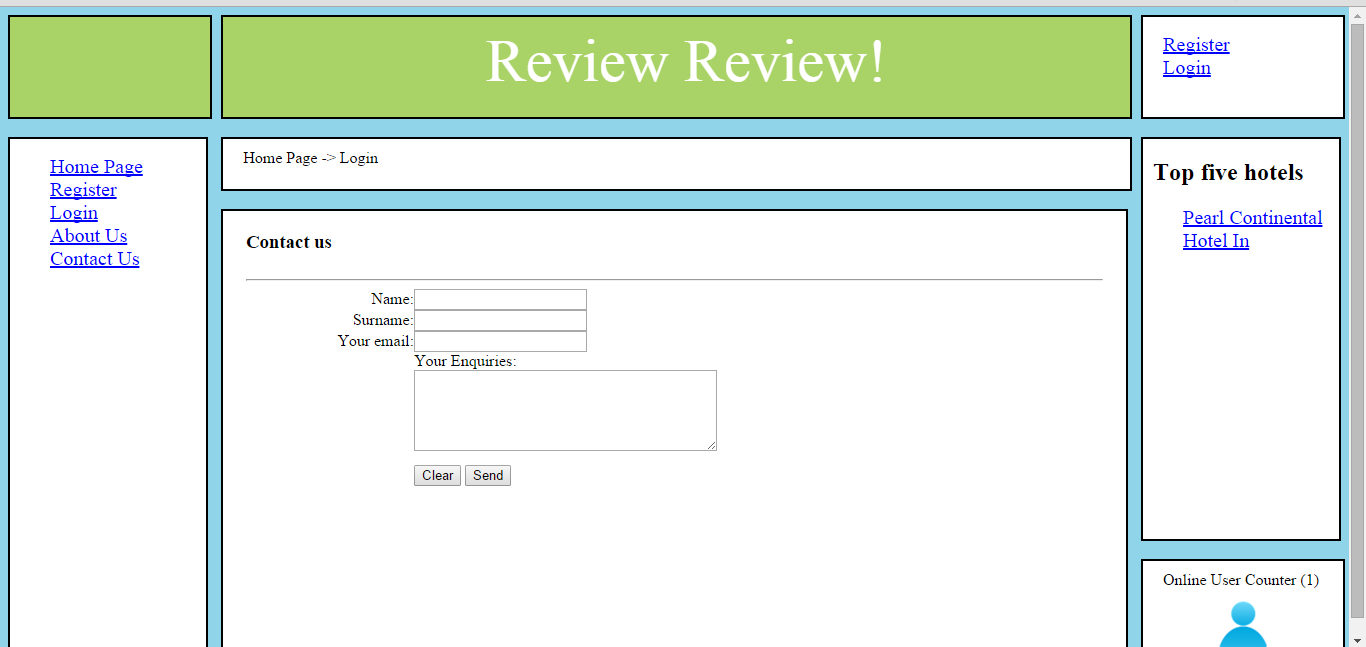 Review Review!
Register
Login
Home Page
Register
Login
About Us
Contact Us
Home Page -> Login
Contact us
Name:
Surname:
Your email:
Your Enquiries:
Clear Send
Top five hotels
Pearl Continental
Hotel In
Online User Counter (1)